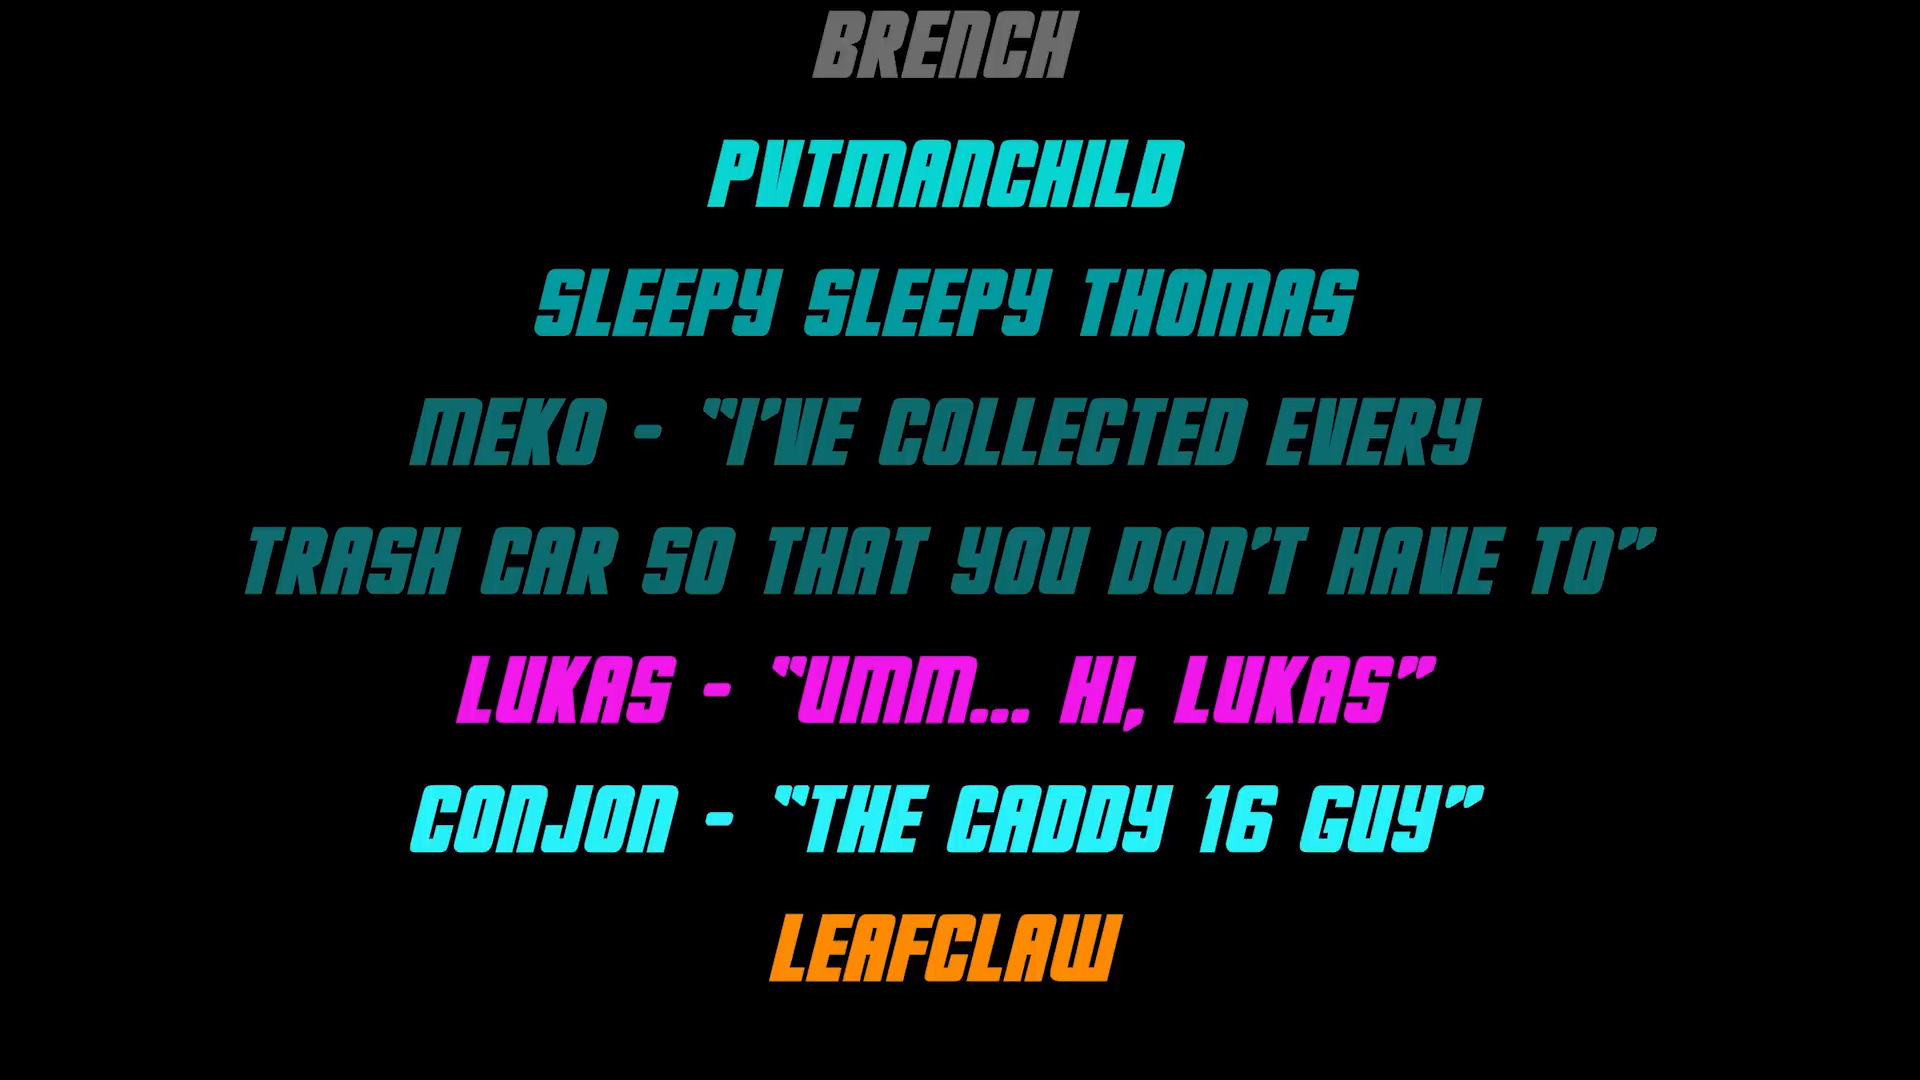 BRENCH
PVTMANCHILD
SLEEPY SLEEPY THOMAS
MEKO - “I’VE COLLECTED EVERY
TRASH CAR SO THAT YOU DON’T HAVE TO”
LUKAS - “UMM... HI, LUKAS”
CONJON - “THE CADDY 16 GUY”
LEAFCLAW